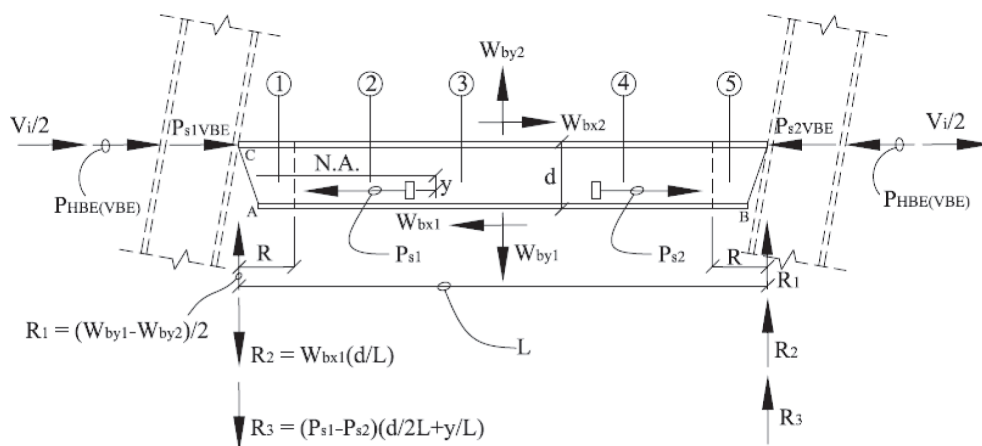 W_by2
1 2 3 4 5
V_i/2 P_s1VBE W_bx2 P_s2VBE V_i/2
C
N.A. d
P_HBE(VBE) y P_HBE(VBE)
A B
W_bx1
R P_s1 W_by1 P_s2 R
R_1
R_1 = (W_by1-W_by2)/2
L
R_2 = W_bx1(d/L) R_2
R_3 = (P_s1-P_s2)(d/2L+y/L) R_3